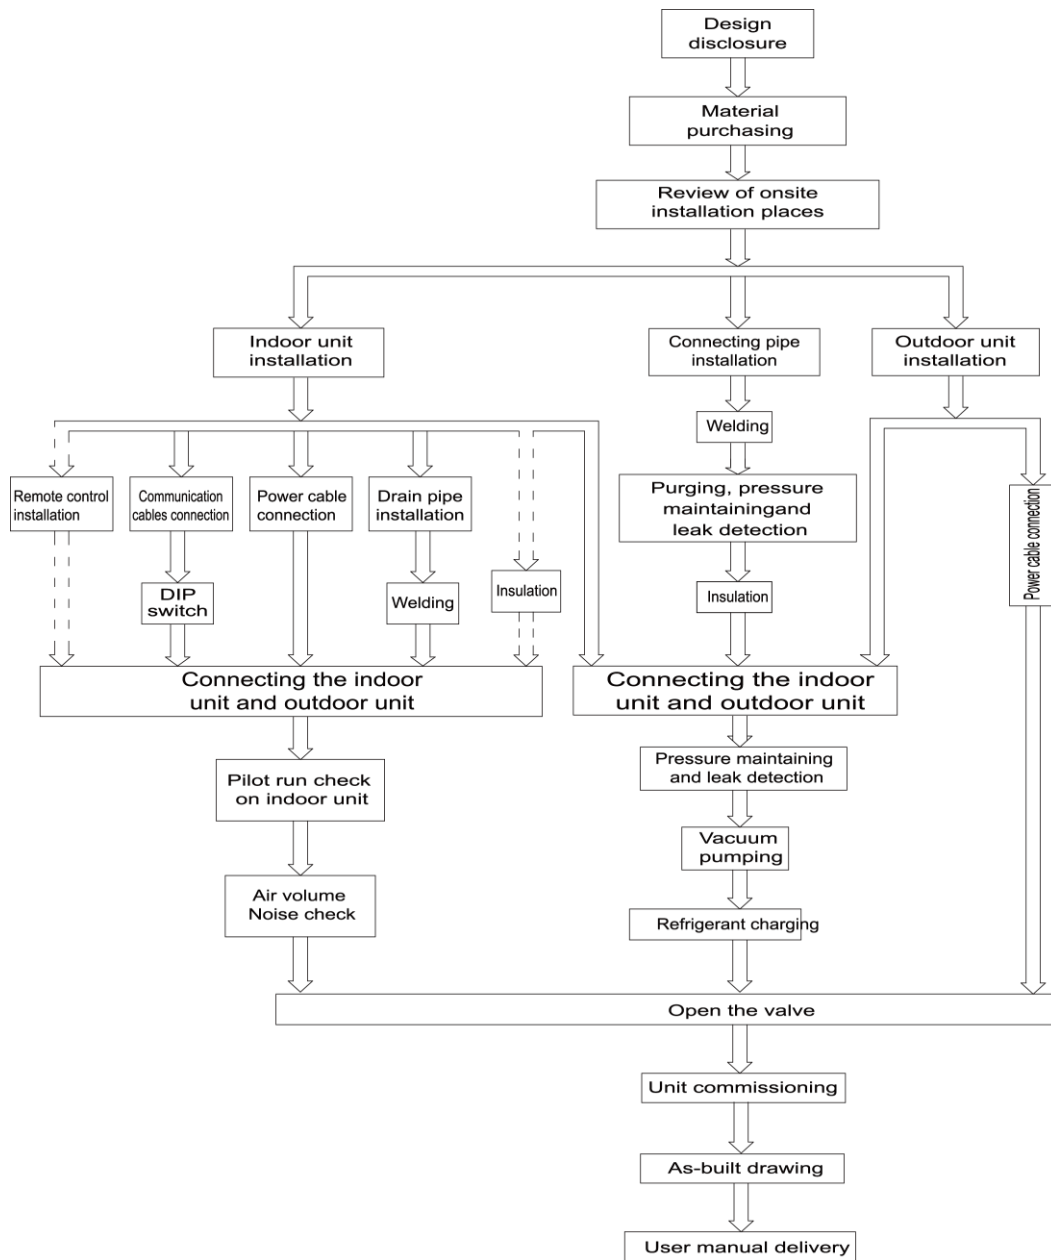 Design
disclosure
Material
purchasing
Review of onsite
installation places
Indoor unit
installation
Connecting pipe
installation
Outdoor unit
installation
Welding
Remote control
installation
Communication
cables connection
Power cable
connection
Drain pipe
installation
Purging, pressure
maintainingand
leak detection
Power cable connection
DIP
switch
Welding
Insulation
Insulation
Connecting the indoor
unit and outdoor unit
Connecting the indoor
unit and outdoor unit
Pilot run check
on indoor unit
Pressure maintaining
and leak detection
Vacuum
pumping
Air volume
Noise check
Refrigerant charging
Open the valve
Unit commissioning
As-built drawing
User manual delivery